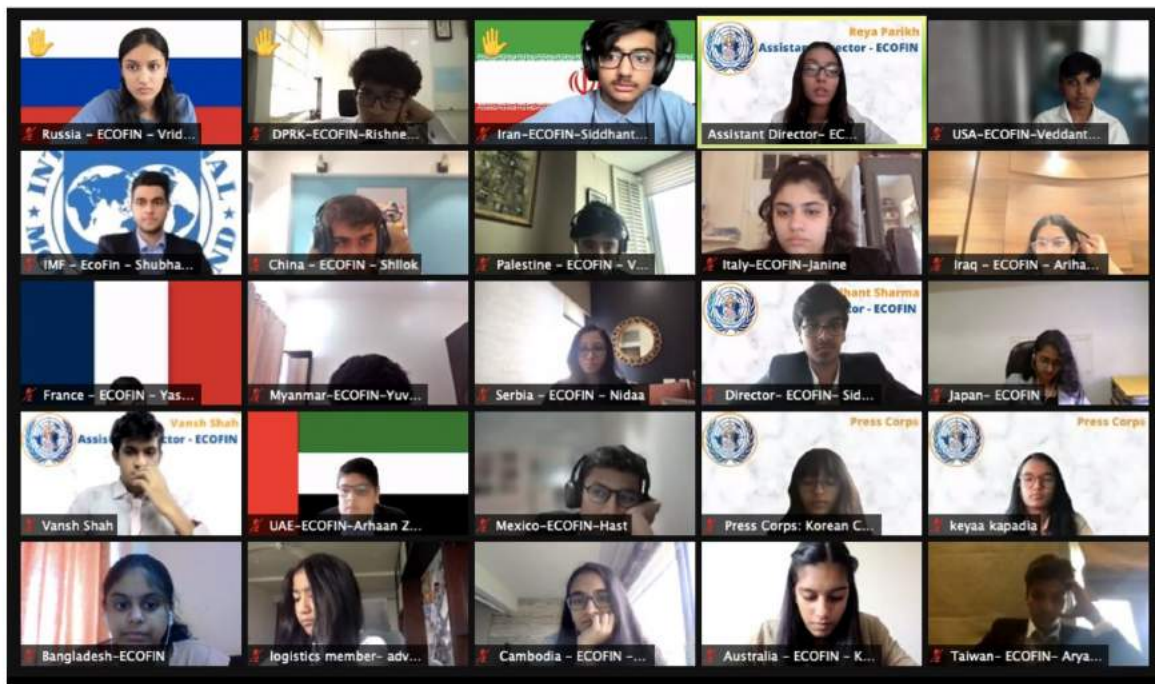 Russia – ECOFIN – Vrid...
DPRK-ECOFIN-Rishne...
Iran-ECOFIN-Siddhant...
Reya Parikh
Assistant Director - ECOFIN
Assistant Director- EC...
USA-ECOFIN-Veddant...
IMF – EcoFin – Shubha...
China – ECOFIN – Shllok
Palestine – ECOFIN – V...
Italy-ECOFIN-Janine
Iraq – ECOFIN – Ariha...
France – ECOFIN – Yas...
Myanmar-ECOFIN-Yuv...
Serbia – ECOFIN – Nidaa
Sharma
ECOFIN
Director- ECOFIN- Sid...
Japan- ECOFIN
Vansh Shah
ECOFIN
Vansh Shah
UAE-ECOFIN-Arhaan Z...
Mexico-ECOFIN-Hast
Press Corps
Press Corps: Korean C...
Press Corps
keyaa kapadia
Bangladesh-ECOFIN
logistics member- adv...
Cambodia – ECOFIN –...
Australia – ECOFIN – K...
Taiwan- ECOFIN- Arya...